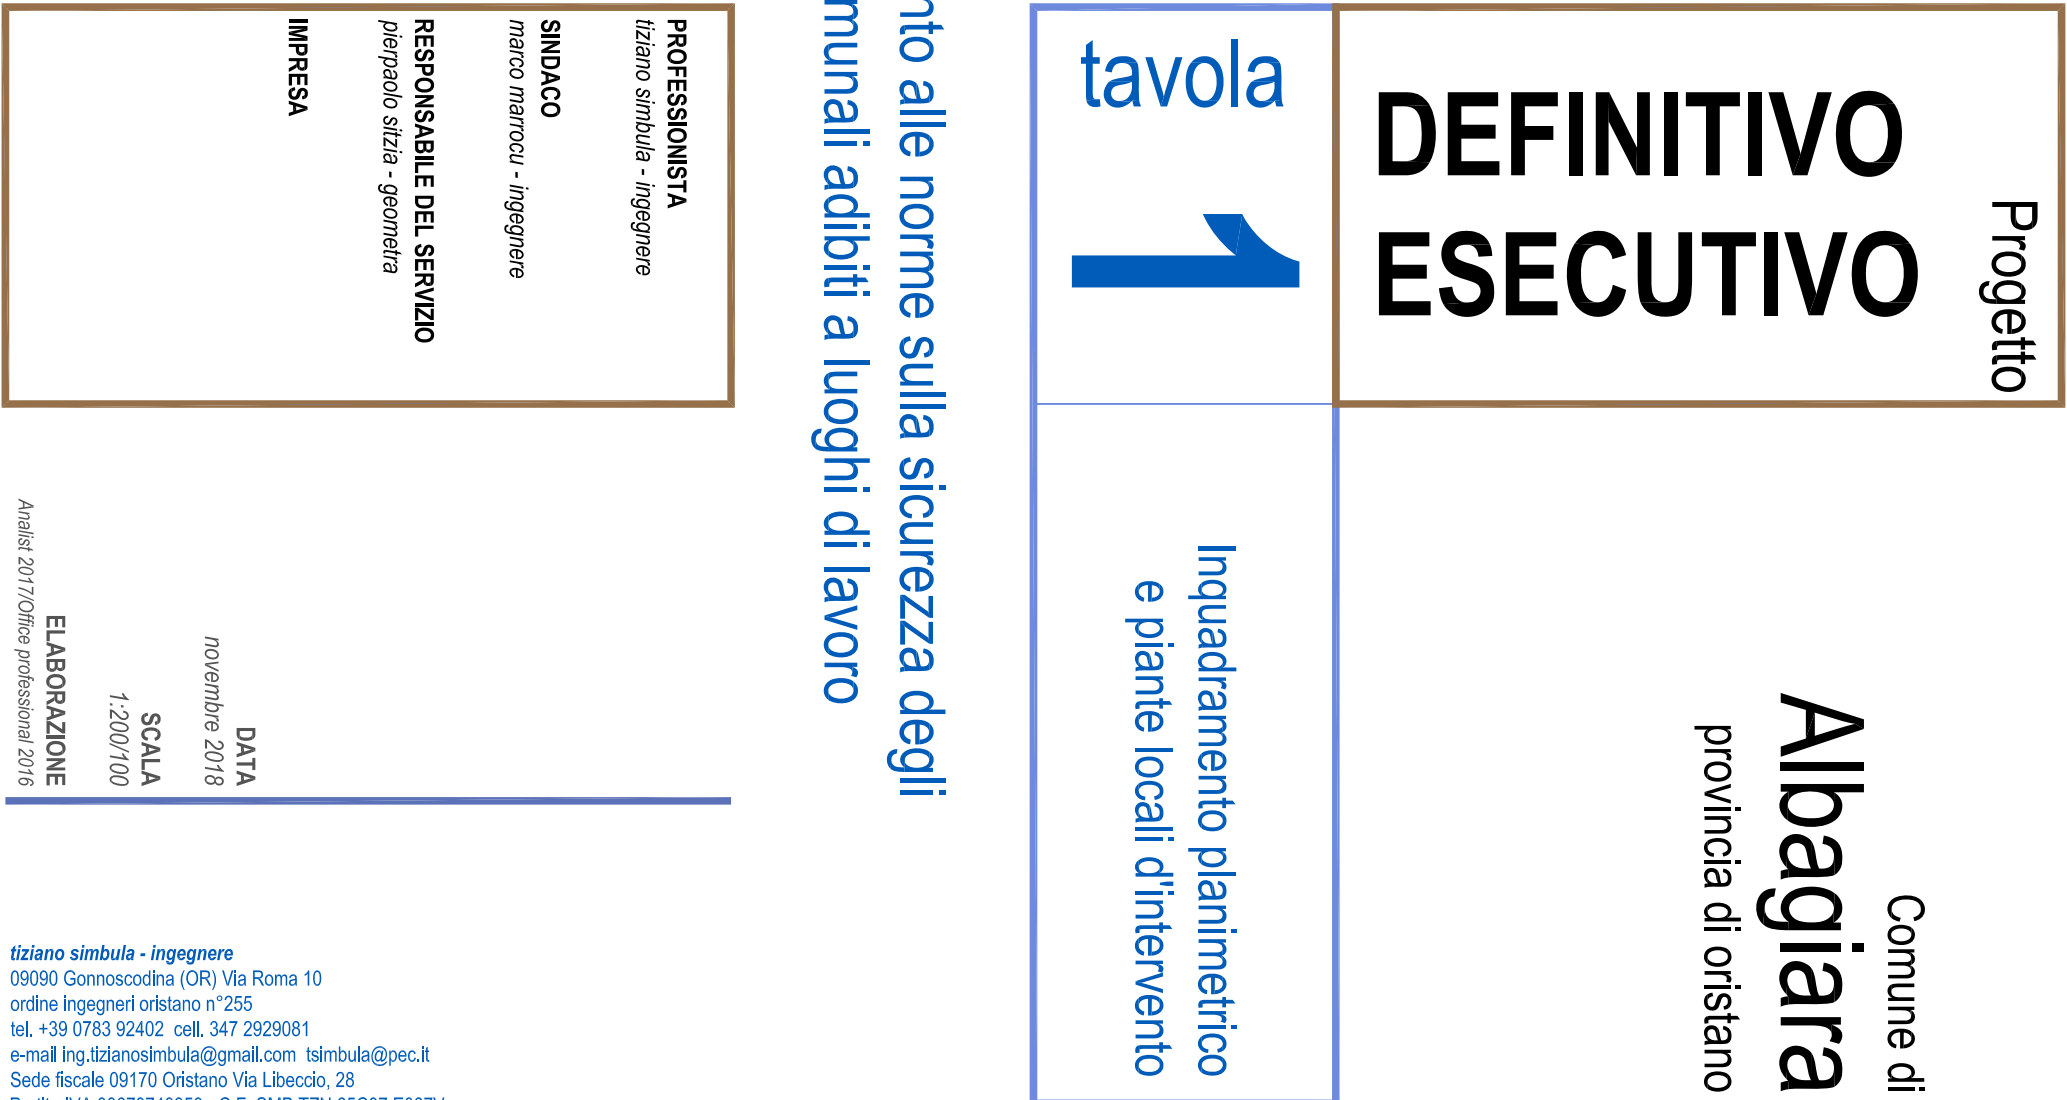 Comune di
Albagiara
provincia di oristano
Progetto
DEFINITIVO
ESECUTIVO
tavola
1
Inquadramento planimetrico
e piante locali d'intervento
alle norme sulla sicurezza degli
adibiti a luoghi di lavoro
PROFESSIONISTA
tiziano simbula - ingegnere
SINDACO
marco marrocu - ingegnere
RESPONSABILE DEL SERVIZIO
pierpaolo sitzia - geometra
IMPRESA
DATA
novembre 2018
SCALA
1:200/100
ELABORAZIONE
Analist 2017/Office professional 2016
tiziano simbula - ingegnere
09090 Gonnoscodina (OR) Via Roma 10
ordine ingegneri oristano n°255
tel. +39 0783 92402 cell. 347 2929081
e-mail ing.tizianosimbula@gmail.com tsimbula@pec.it
Sede fiscale 09170 Oristano Via Libeccio, 28